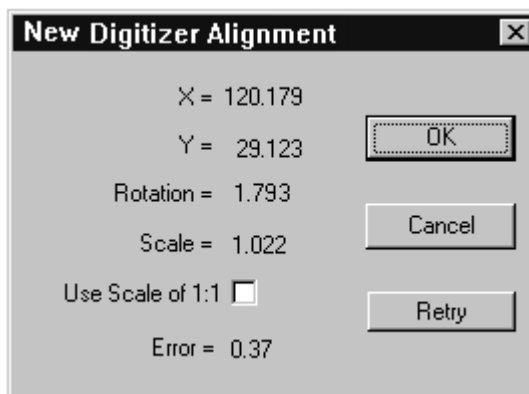 New Digitizer Alignment
X = 120.179
Y = 29.123
OK
Rotation = 1.793
Scale = 1.022
Cancel
Use Scale of 1:1
Retry
Error = 0.37